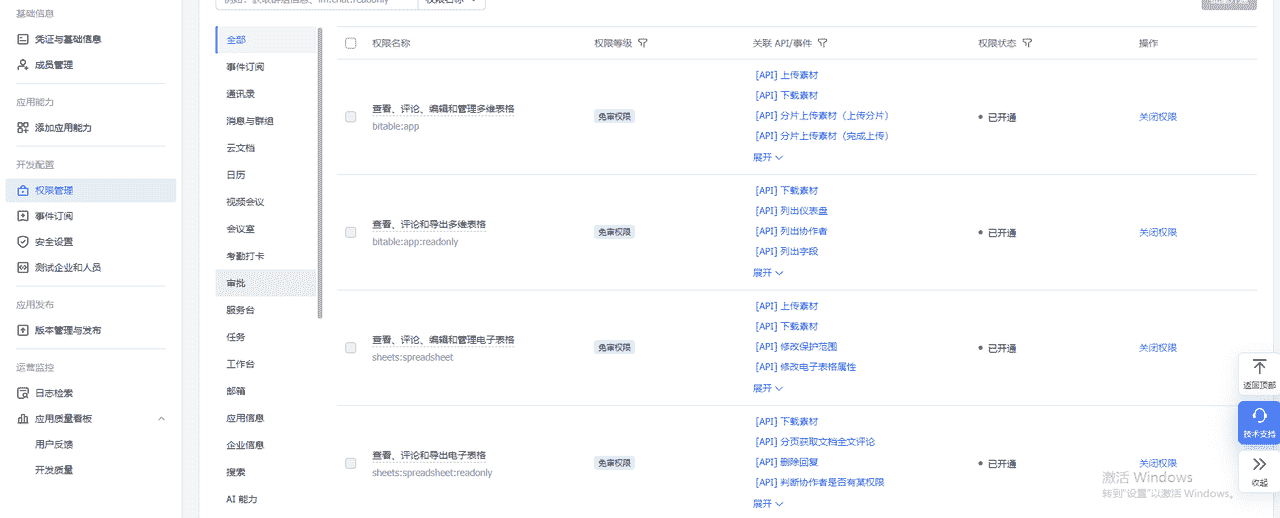 基础信息
凭证与基础信息
成员管理
应用能力
添加应用能力
开发配置
权限管理
事件订阅
安全设置
测试企业和人员
应用发布
版本管理与发布
运营监控
日志检索
应用质量看板
用户反馈
开发质量
例如：获取群组信息、im:chat:readonly
权限名称
全部
事件订阅
通讯录
消息与群组
云文档
日历
视频会议
会议室
考勤打卡
审批
服务台
任务
工作台
邮箱
应用信息
企业信息
搜索
AI 能力
权限名称 权限等级 关联 API/事件 权限状态 操作
查看、评论、编辑和管理多维表格
bitable:app
免审权限
[API] 上传素材
[API] 下载素材
[API] 分片上传素材（上传分片）
[API] 分片上传素材（完成上传）
展开
已开通
关闭权限
查看、评论和导出多维表格
bitable:app:readonly
免审权限
[API] 下载素材
[API] 列出仪表盘
[API] 列出协作者
[API] 列出字段
展开
已开通
关闭权限
查看、评论、编辑和管理电子表格
sheets:spreadsheet
免审权限
[API] 上传素材
[API] 下载素材
[API] 修改保护范围
[API] 修改电子表格属性
展开
已开通
关闭权限
查看、评论和导出电子表格
sheets:spreadsheet:readonly
免审权限
[API] 下载素材
[API] 分页获取文档全文评论
[API] 删除回复
[API] 判断协作者是否有某权限
展开
已开通
关闭权限
返回顶部
技术支持
收起
激活 Windows
转到"设置"以激活 Windows。